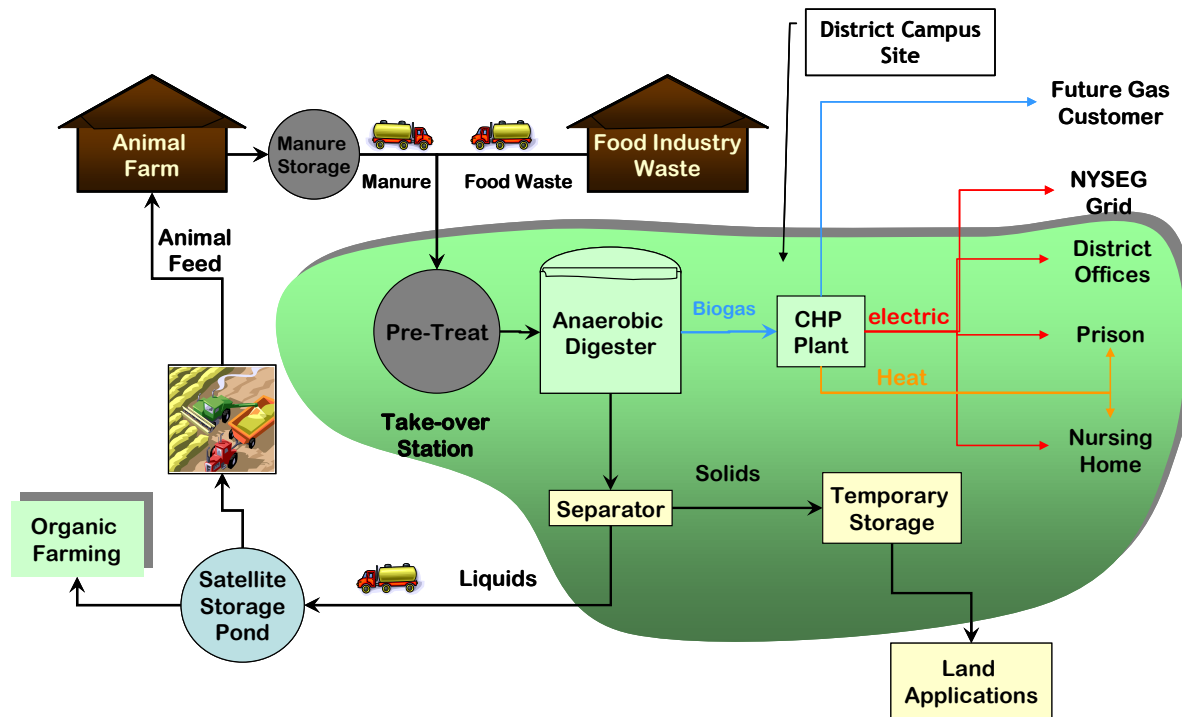 District Campus
Site
Future Gas
Customer
Animal
Farm
Manure
Storage
Manure
Food Waste
Food Industry
Waste
NYSEG
Grid
Animal
Feed
District
Offices
Pre-Treat
Anaerobic
Digester
Biogas
CHP
Plant
electric
Prison
Heat
Take-over
Station
Nursing
Home
Solids
Separator
Temporary
Storage
Organic
Farming
Satellite
Storage
Pond
Liquids
Land
Applications